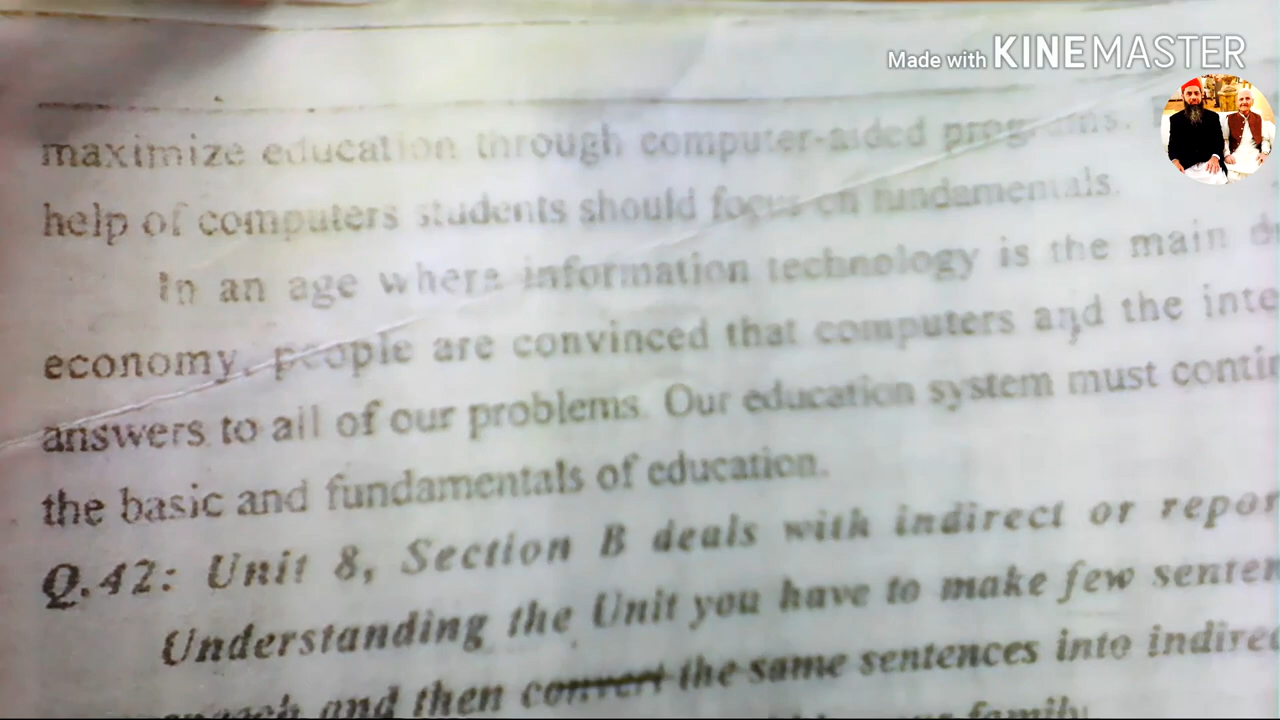 Made with KINEMASTER
maximize education through computer-aided programs.
help of computers students should focus on fundamentals.
In an age where information technology is the main
economy, people are convinced that computers and the inte
answers to all of our problems. Our education system must contin
the basic and fundamentals of education.
Q.42: Unit 8, Section B deals with indirect or repor
Understanding the Unit you have to make few senten
and then convert the same sentences into indirec
family